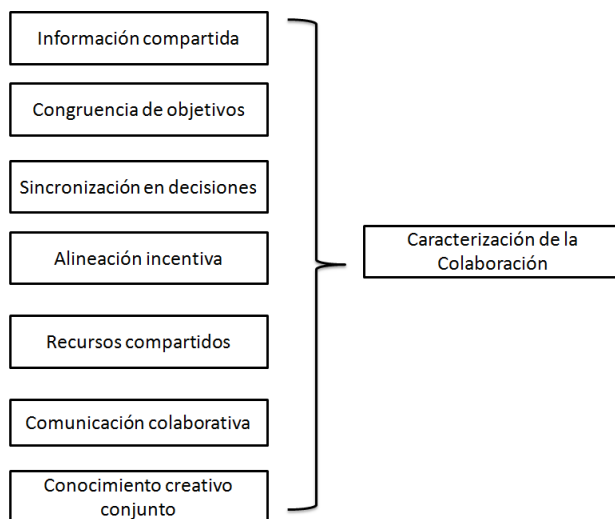 Información compartida
Congruencia de objetivos
Sincronización en decisiones
Alineación incentiva
Recursos compartidos
Comunicación colaborativa
Conocimiento creativo
conjunto
Caracterización de la
Colaboración